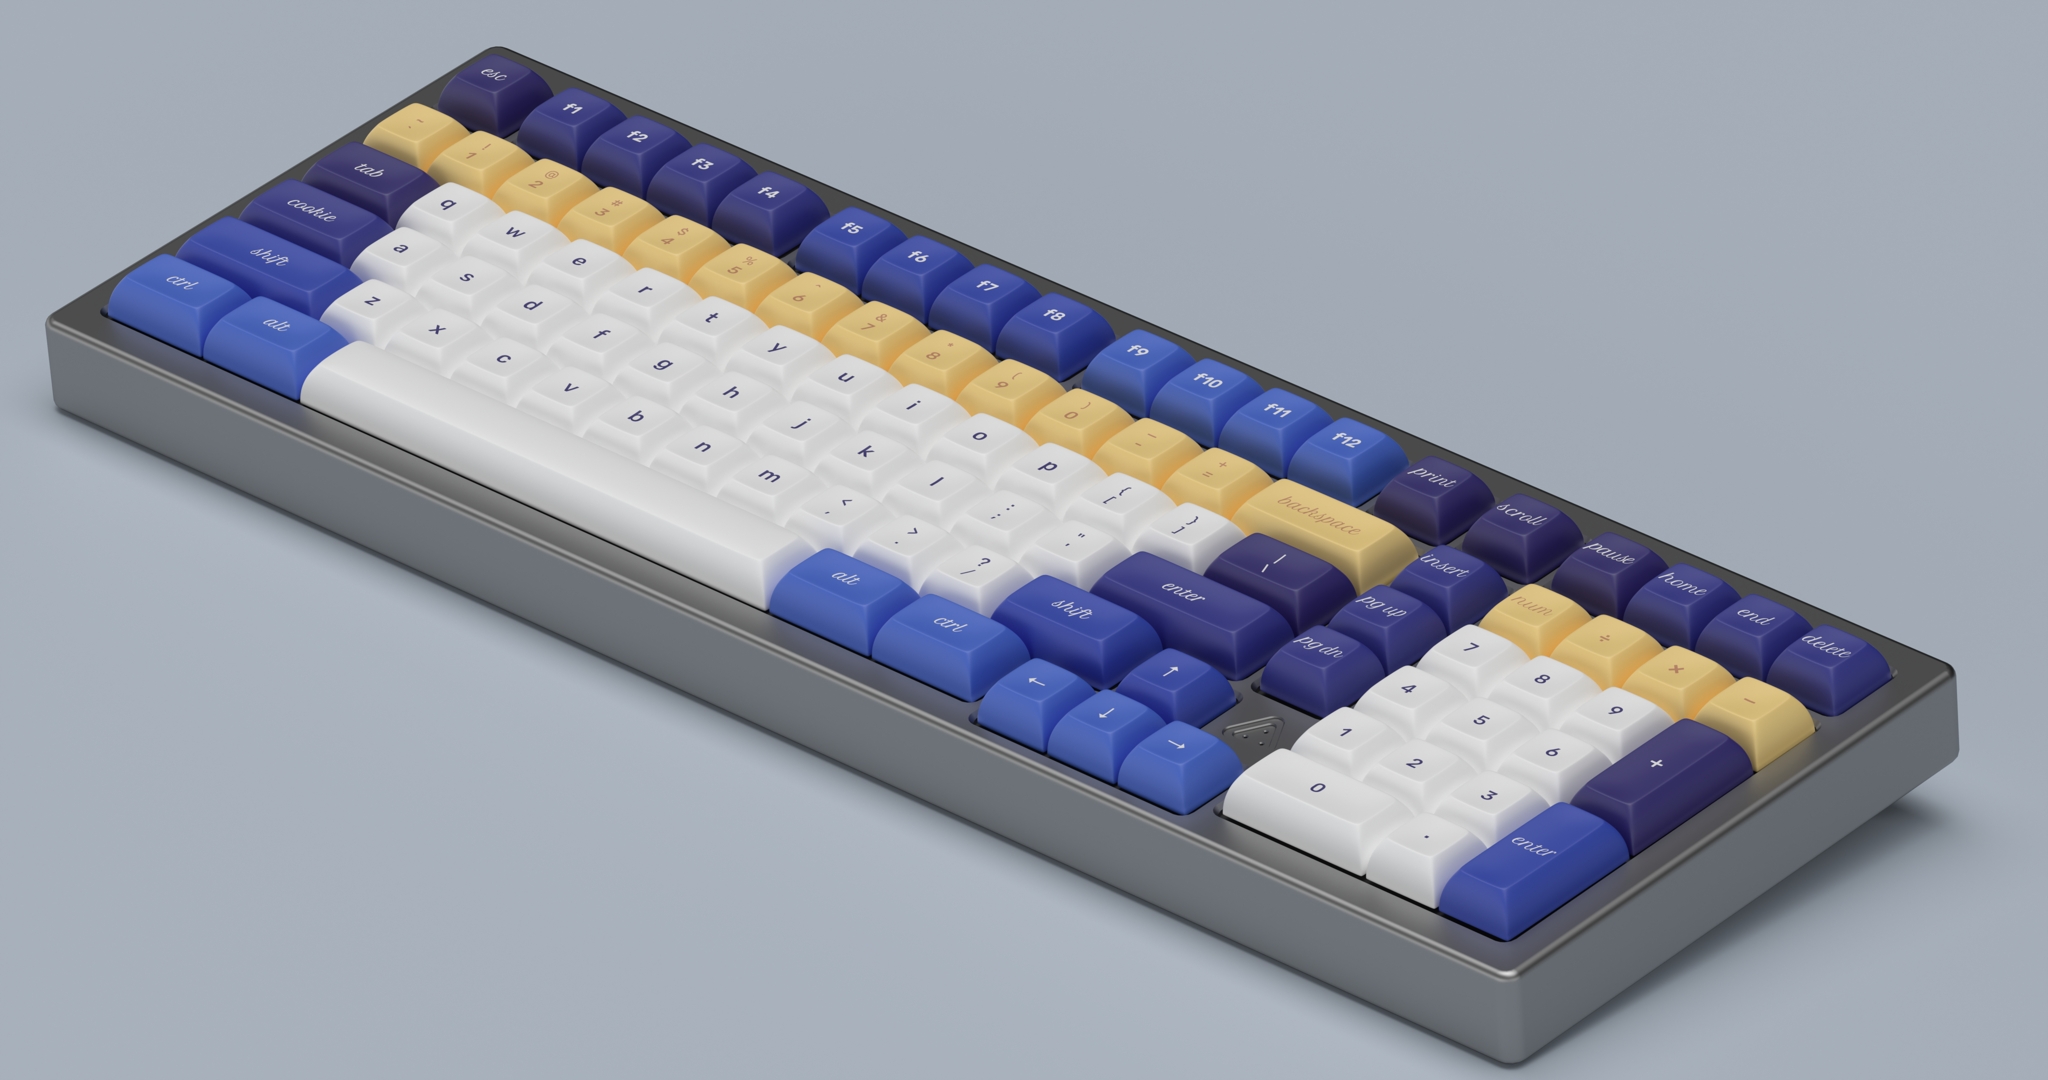 esc f1 f2 f3 f4 f5 f6 f7 f8 f9 f10 f11 f12 print scroll pause home end delete
! 1 @ 2 # 3 $ 4 % 5 ^ 6 & 7 * 8 ( 9 ) 0 _ - + = backspace insert num ÷ × −
tab q w e r t y u i o p { [ } ] | \ pg up 7 8 9 +
cookie a s d f g h j k l : ; " ' enter pg dn 4 5 6
shift z x c v b n m < , > . ? / shift ↑ 1 2 3 enter
ctrl alt alt ctrl ← ↓ → 0 .